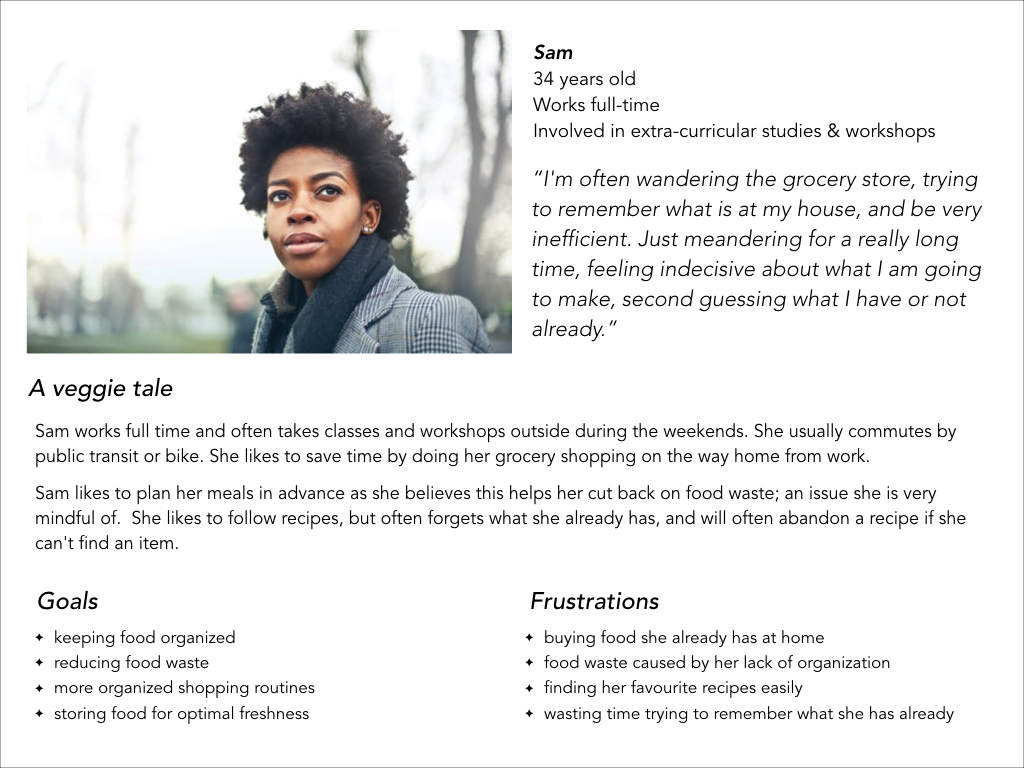 Sam
34 years old
Works full-time
Involved in extra-curricular studies & workshops
“I'm often wandering the grocery store, trying
to remember what is at my house, and be very
inefficient. Just meandering for a really long
time, feeling indecisive about what I am going
to make, second guessing what I have or not
already.”
A veggie tale
Sam works full time and often takes classes and workshops outside during the weekends. She usually commutes by
public transit or bike. She likes to save time by doing her grocery shopping on the way home from work.
Sam likes to plan her meals in advance as she believes this helps her cut back on food waste; an issue she is very
mindful of.  She likes to follow recipes, but often forgets what she already has, and will often abandon a recipe if she
can't find an item.
Goals
✦ keeping food organized
✦ reducing food waste
✦ more organized shopping routines
✦ storing food for optimal freshness
Frustrations
✦ buying food she already has at home
✦ food waste caused by her lack of organization
✦ finding her favourite recipes easily
✦ wasting time trying to remember what she has already